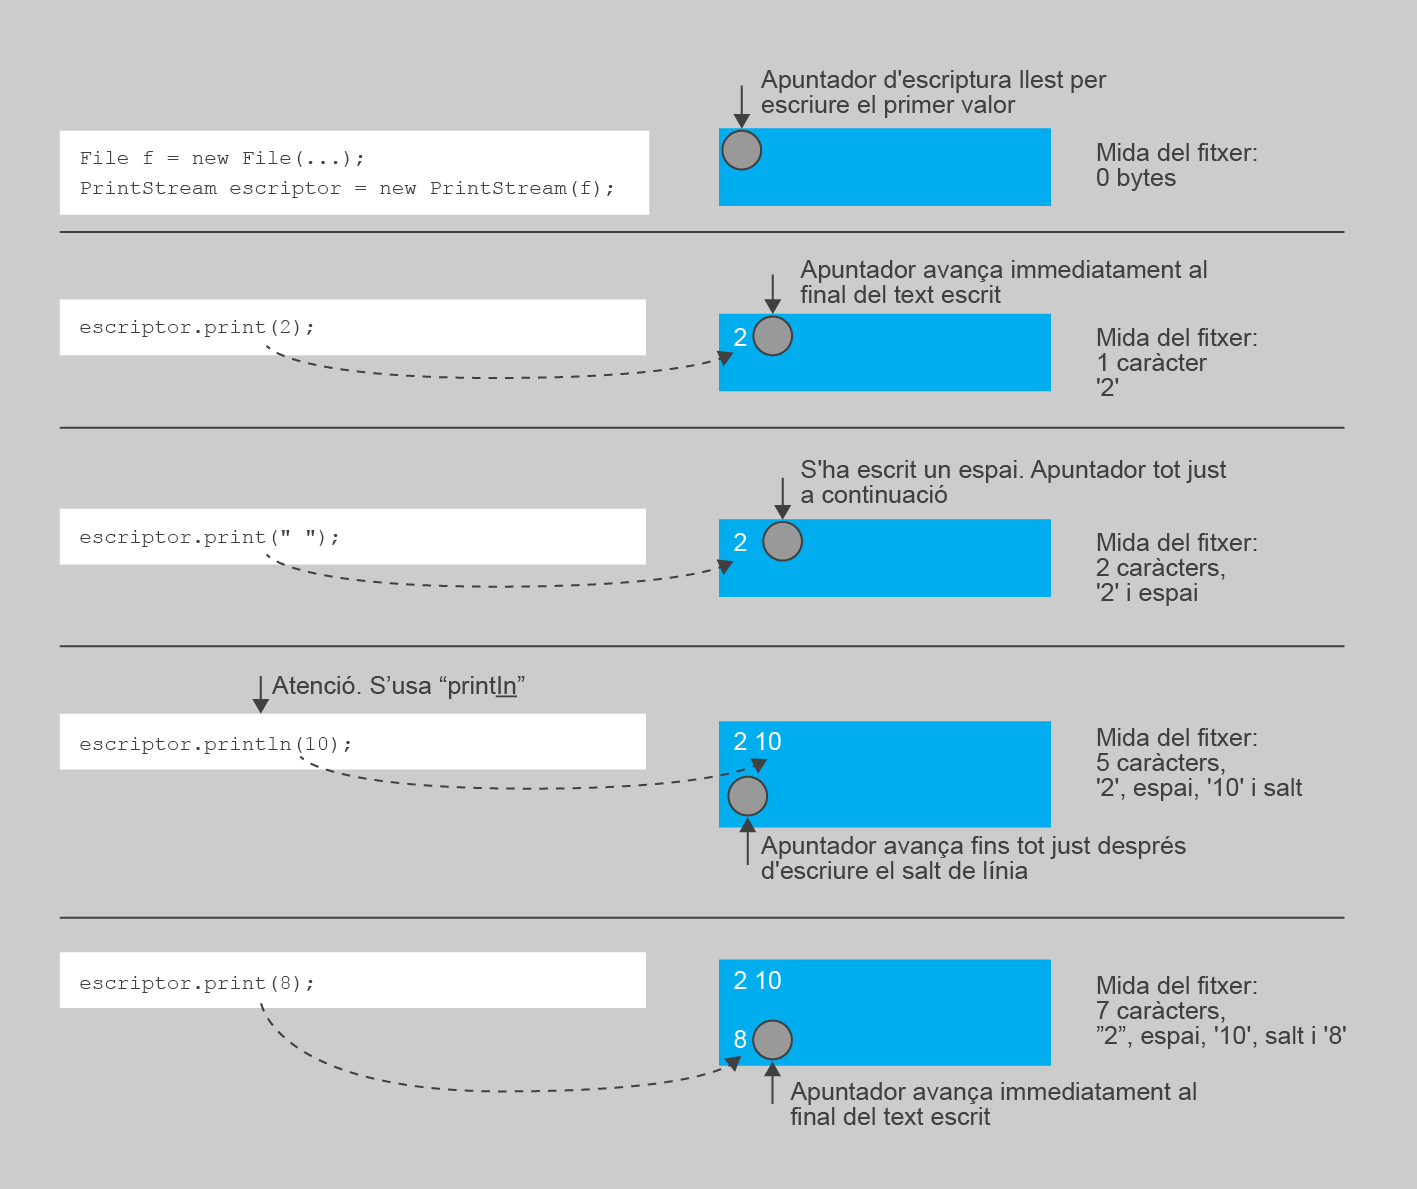 Apuntador d'escriptura llest per
escriure el primer valor
File f = new File(...);
PrintStream escriptor = new PrintStream(f);
Mida del fitxer:
0 bytes
Apuntador avança immediatament al
final del text escrit
escriptor.print(2);
2
Mida del fitxer:
1 caràcter
'2'
S'ha escrit un espai. Apuntador tot just
a continuació
escriptor.print(" ");
2
Mida del fitxer:
2 caràcters,
'2' i espai
Atenció. S’usa “println”
escriptor.println(10);
2 10
Mida del fitxer:
5 caràcters,
'2', espai, '10' i salt
Apuntador avança fins tot just després
d'escriure el salt de línia
escriptor.print(8);
2 10
8
Mida del fitxer:
7 caràcters,
”2”, espai, '10', salt i '8'
Apuntador avança immediatament al
final del text escrit